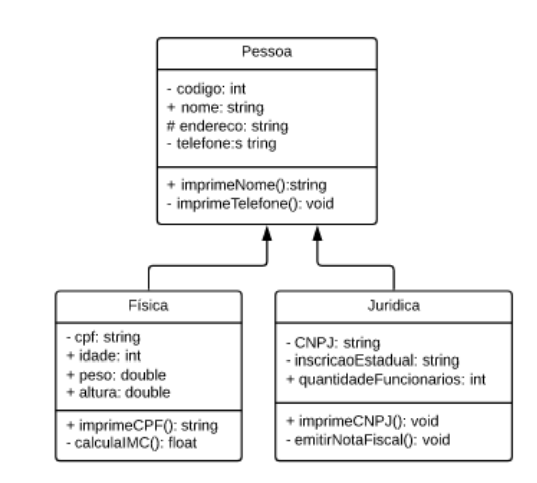 Pessoa
- codigo: int
+ nome: string
# endereco: string
- telefone:s tring
+ imprimeNome():string
- imprimeTelefone(): void
Física
- cpf: string
+ idade: int
+ peso: double
+ altura: double
+ imprimeCPF(): string
- calculaIMC(): float
Juridica
- CNPJ: string
- inscricaoEstadual: string
+ quantidadeFuncionarios: int
+ imprimeCNPJ(): void
- emitirNotaFiscal(): void